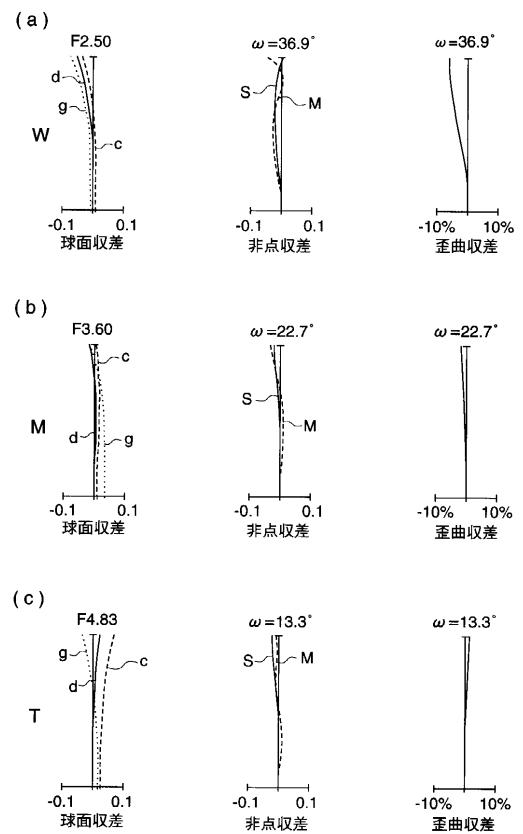 (a)
F2.50
ω=36.9°
ω=36.9°
d
g
S
M
W
c
-0.1 0.1
-0.1 0.1
-10% 10%
球面収差
非点収差
歪曲収差
(b)
F3.60
ω=22.7°
ω=22.7°
c
S
M
d
g
M
-0.1 0.1
-0.1 0.1
-10% 10%
球面収差
非点収差
歪曲収差
(c)
F4.83
ω=13.3°
ω=13.3°
g
c
S
M
d
T
-0.1 0.1
-0.1 0.1
-10% 10%
球面収差
非点収差
歪曲収差